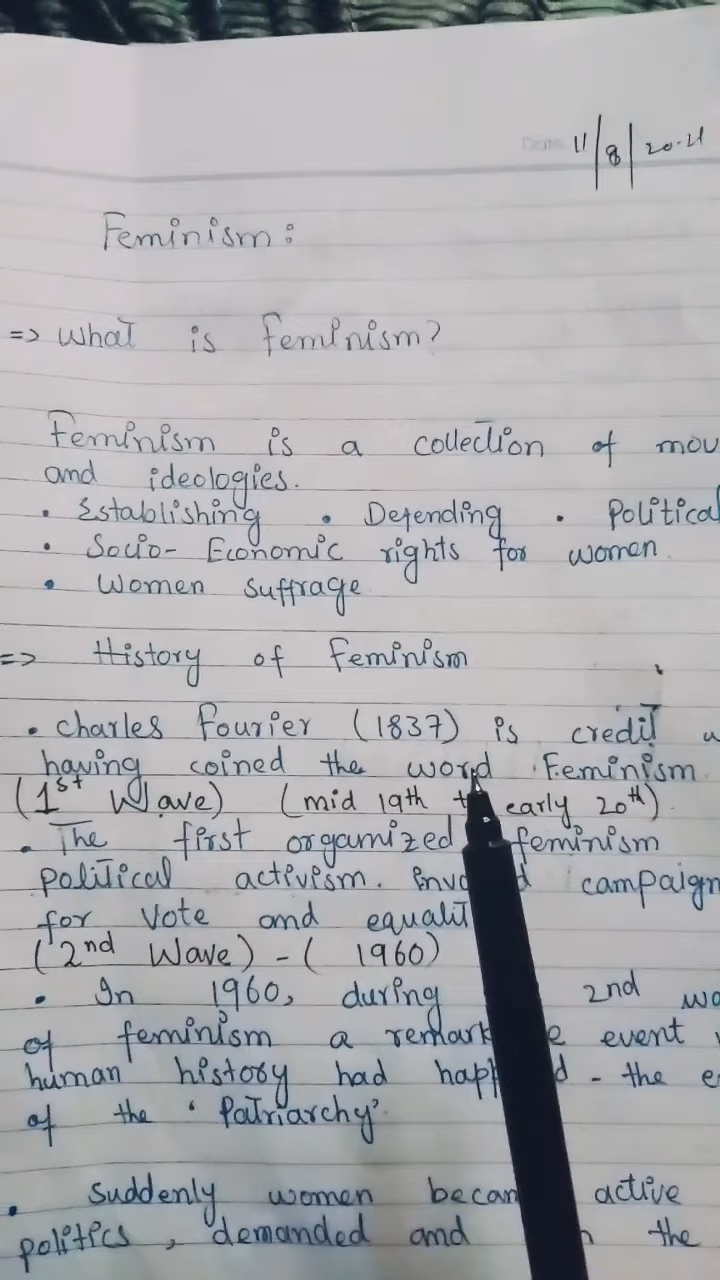 Date 11/8/20.21
Feminism:
=> What is feminism?
Feminism is a collection of mov
and ideologies.
• Establishing • Defending • Political
• Socio-Economic rights for women
• Women Suffrage
=> History of Feminism
• Charles Fourier (1837) is credit w
having coined the word Feminism
(1st Wave) (mid 19th t early 20th)
• The first organized feminism
political activism. Invo d campaign
for Vote and equalit
(2nd Wave) - ( 1960)
• In 1960, during 2nd wa
of feminism a remark e event
human history had happ d - the e
of the 'Patriarchy'
• Suddenly women becam active
politics, demanded and the